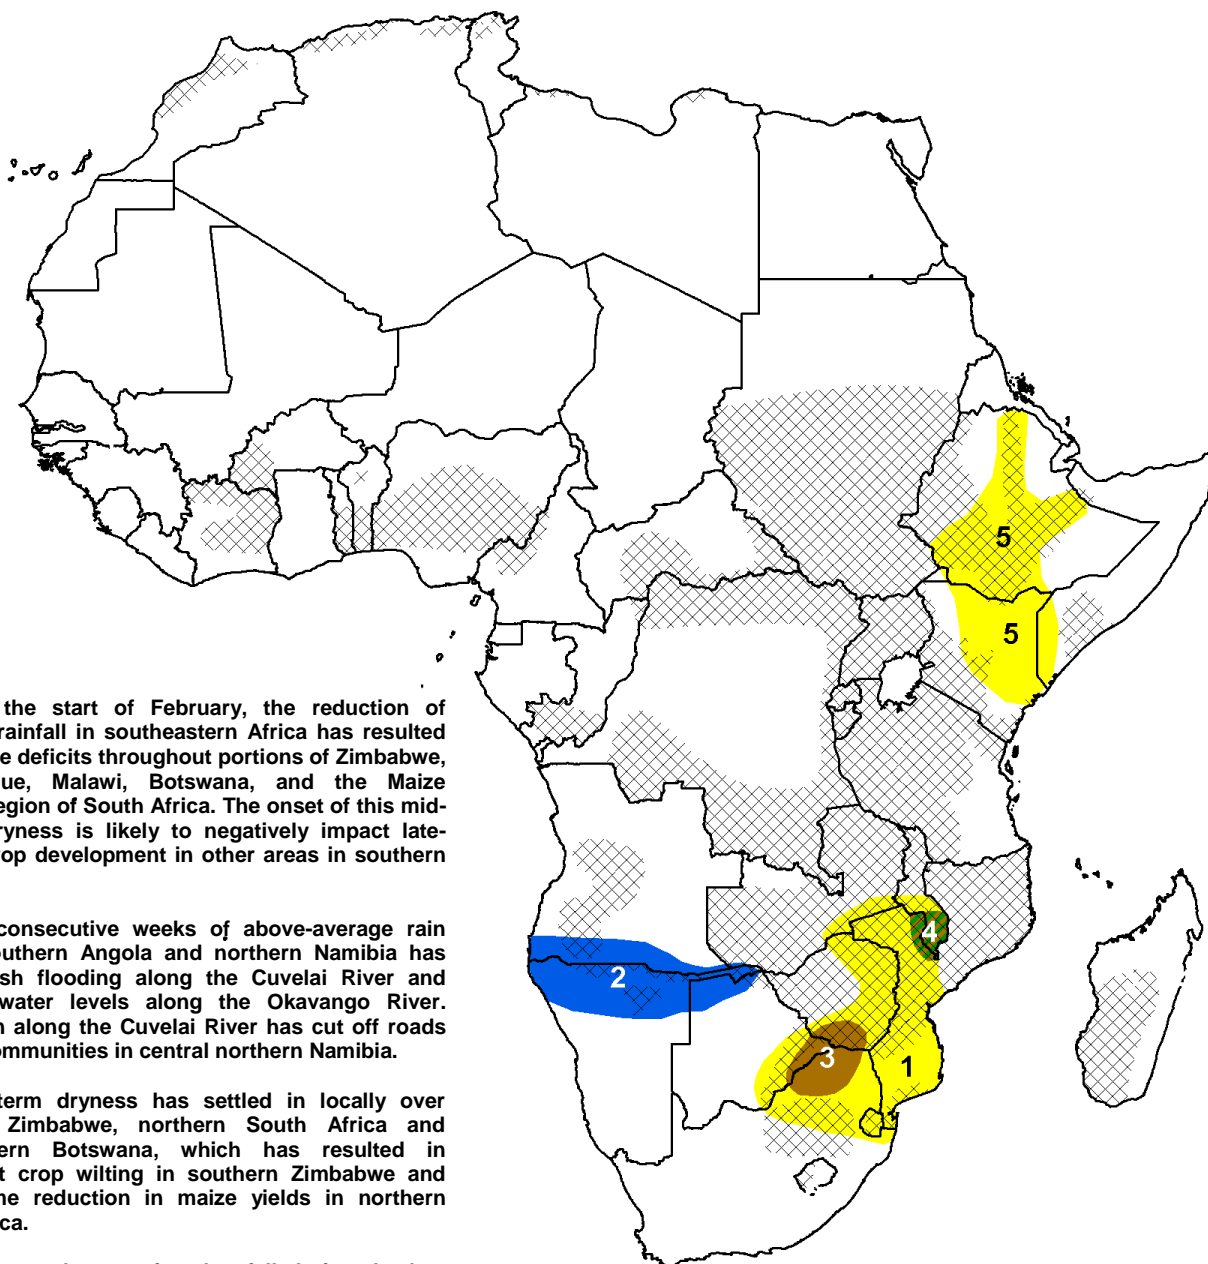 the start of February, the reduction of
rainfall in southeastern Africa has resulted
e deficits throughout portions of Zimbabwe,
ue, Malawi, Botswana, and the Maize
egion of South Africa. The onset of this mid-
ryness is likely to negatively impact late-
rop development in other areas in southern
consecutive weeks of above-average rain
outhern Angola and northern Namibia has
sh flooding along the Cuvelai River and
water levels along the Okavango River.
n along the Cuvelai River has cut off roads
ommunities in central northern Namibia.
term dryness has settled in locally over
Zimbabwe, northern South Africa and
ern Botswana, which has resulted in
t crop wilting in southern Zimbabwe and
he reduction in maize yields in northern
ica.
5
5
4
2
3
1